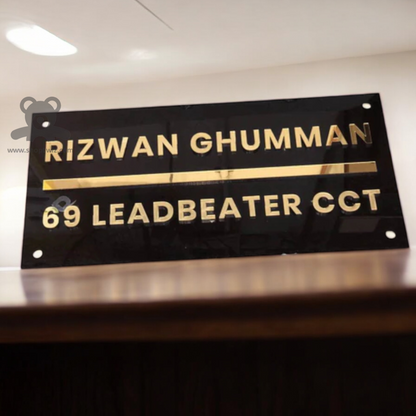 RIZWAN GHUMMAN
69 LEADBEATER CCT